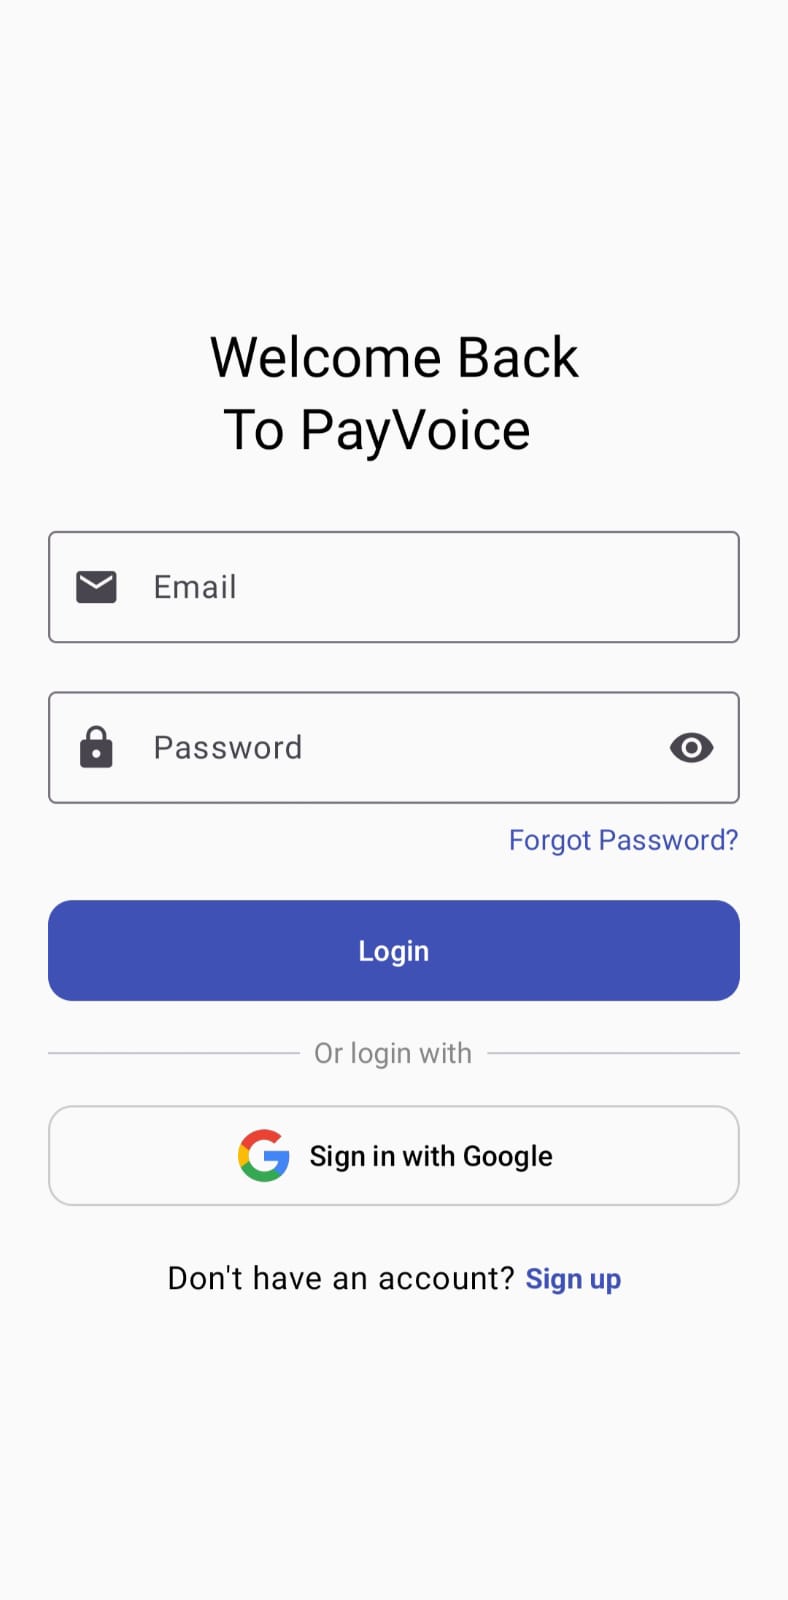 Welcome Back
To PayVoice
Email
Password
Forgot Password?
Login
Or login with
Sign in with Google
Don't have an account? Sign up